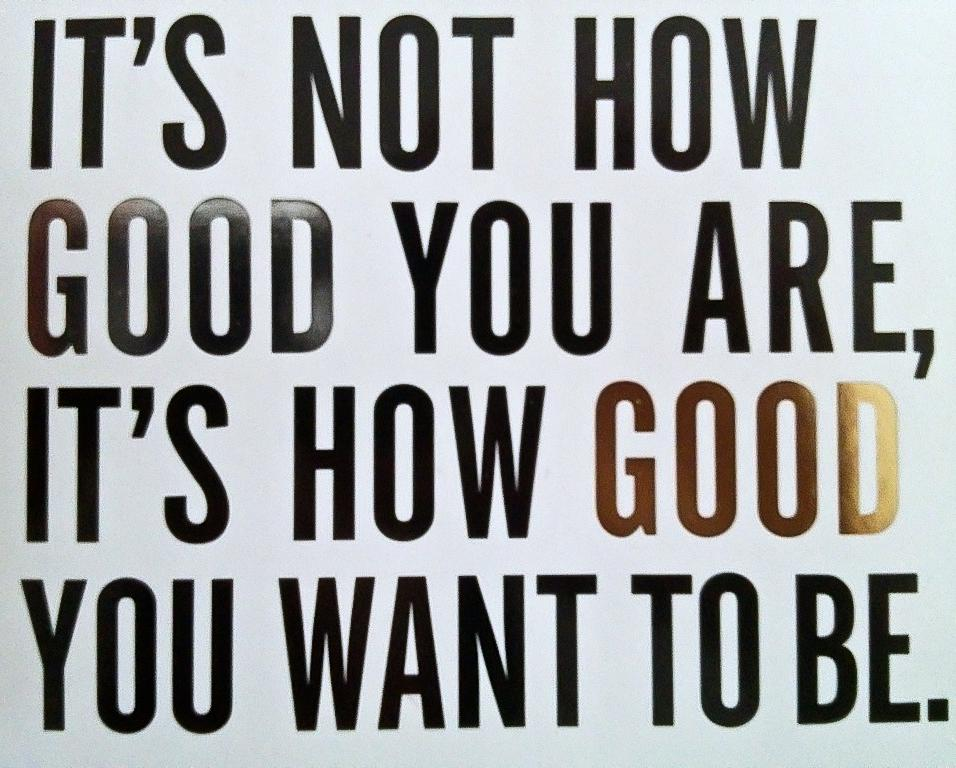 IT'S NOT HOW
GOOD YOU ARE,
IT'S HOW GOOD
YOU WANT TO BE.